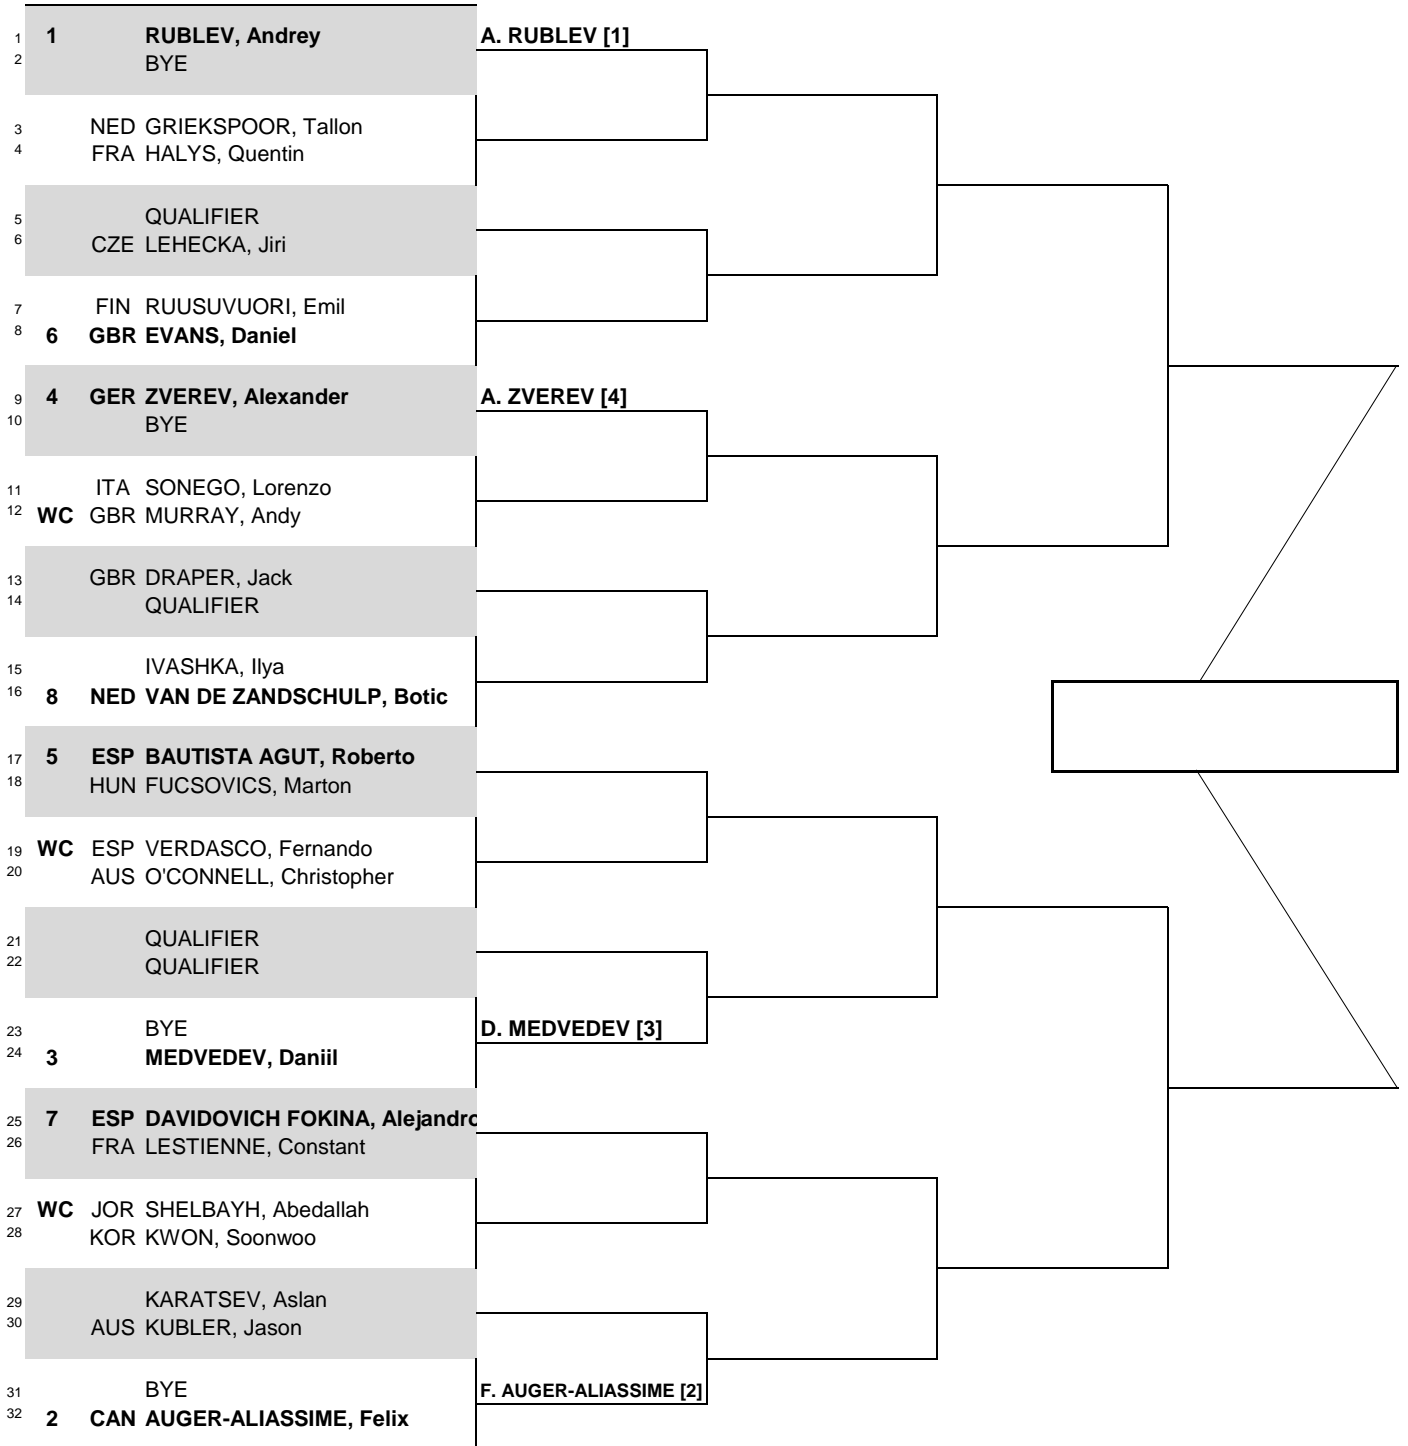 1 1 RUBLEV, Andrey A. RUBLEV [1]
2 BYE
3 NED GRIEKSPOOR, Tallon
4 FRA HALYS, Quentin
5 QUALIFIER
6 CZE LEHECKA, Jiri
7 FIN RUUSUVUORI, Emil
8 6 GBR EVANS, Daniel
9 4 GER ZVEREV, Alexander A. ZVEREV [4]
10 BYE
11 ITA SONEGO, Lorenzo
12 WC GBR MURRAY, Andy
13 GBR DRAPER, Jack
14 QUALIFIER
15 IVASHKA, Ilya
16 8 NED VAN DE ZANDSCHULP, Botic
17 5 ESP BAUTISTA AGUT, Roberto
18 HUN FUCSOVICS, Marton
19 WC ESP VERDASCO, Fernando
20 AUS O'CONNELL, Christopher
21 QUALIFIER
22 QUALIFIER
23 BYE D. MEDVEDEV [3]
24 3 MEDVEDEV, Daniil
25 7 ESP DAVIDOVICH FOKINA, Alejandro
26 FRA LESTIENNE, Constant
27 WC JOR SHELBAYH, Abedallah
28 KOR KWON, Soonwoo
29 KARATSEV, Aslan
30 AUS KUBLER, Jason
31 BYE F. AUGER-ALIASSIME [2]
32 2 CAN AUGER-ALIASSIME, Felix